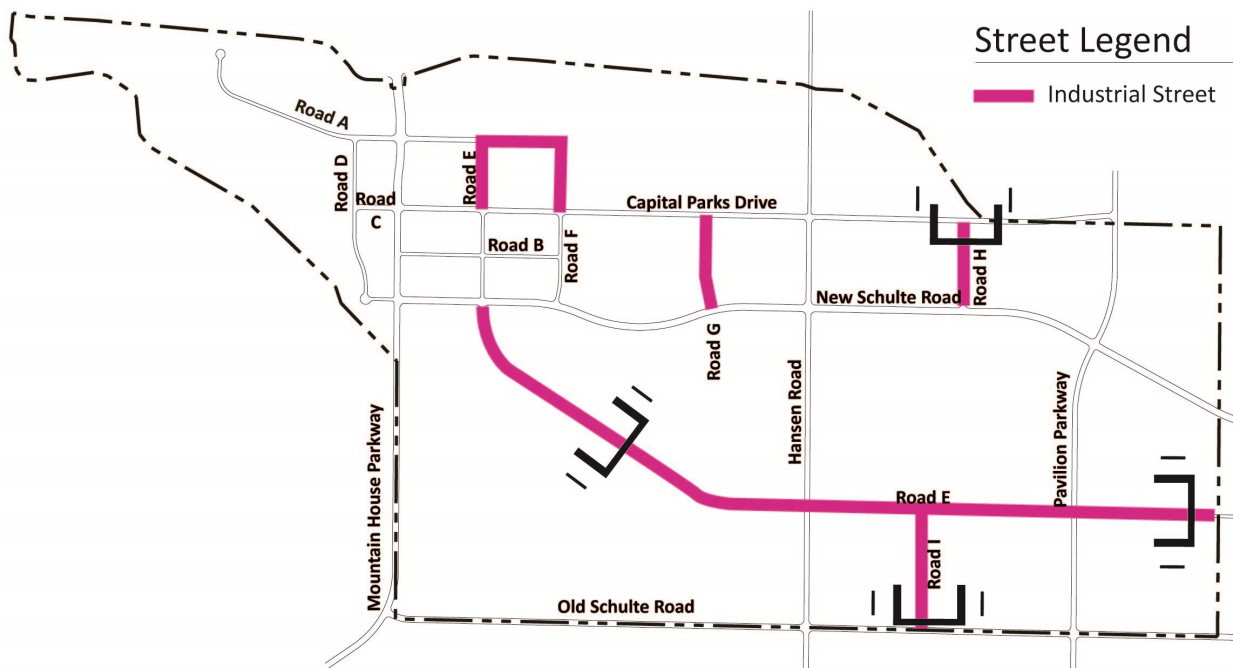 Street Legend
Industrial Street
Road A
Road D
Road E
Road
C
Capital Parks Drive
Road B
Road F
Road H
New Schulte Road
Road G
Mountain House Parkway
Hansen Road
Pavilion Parkway
Road E
Road I
Old Schulte Road
I
I
I
I
I
I
I
I